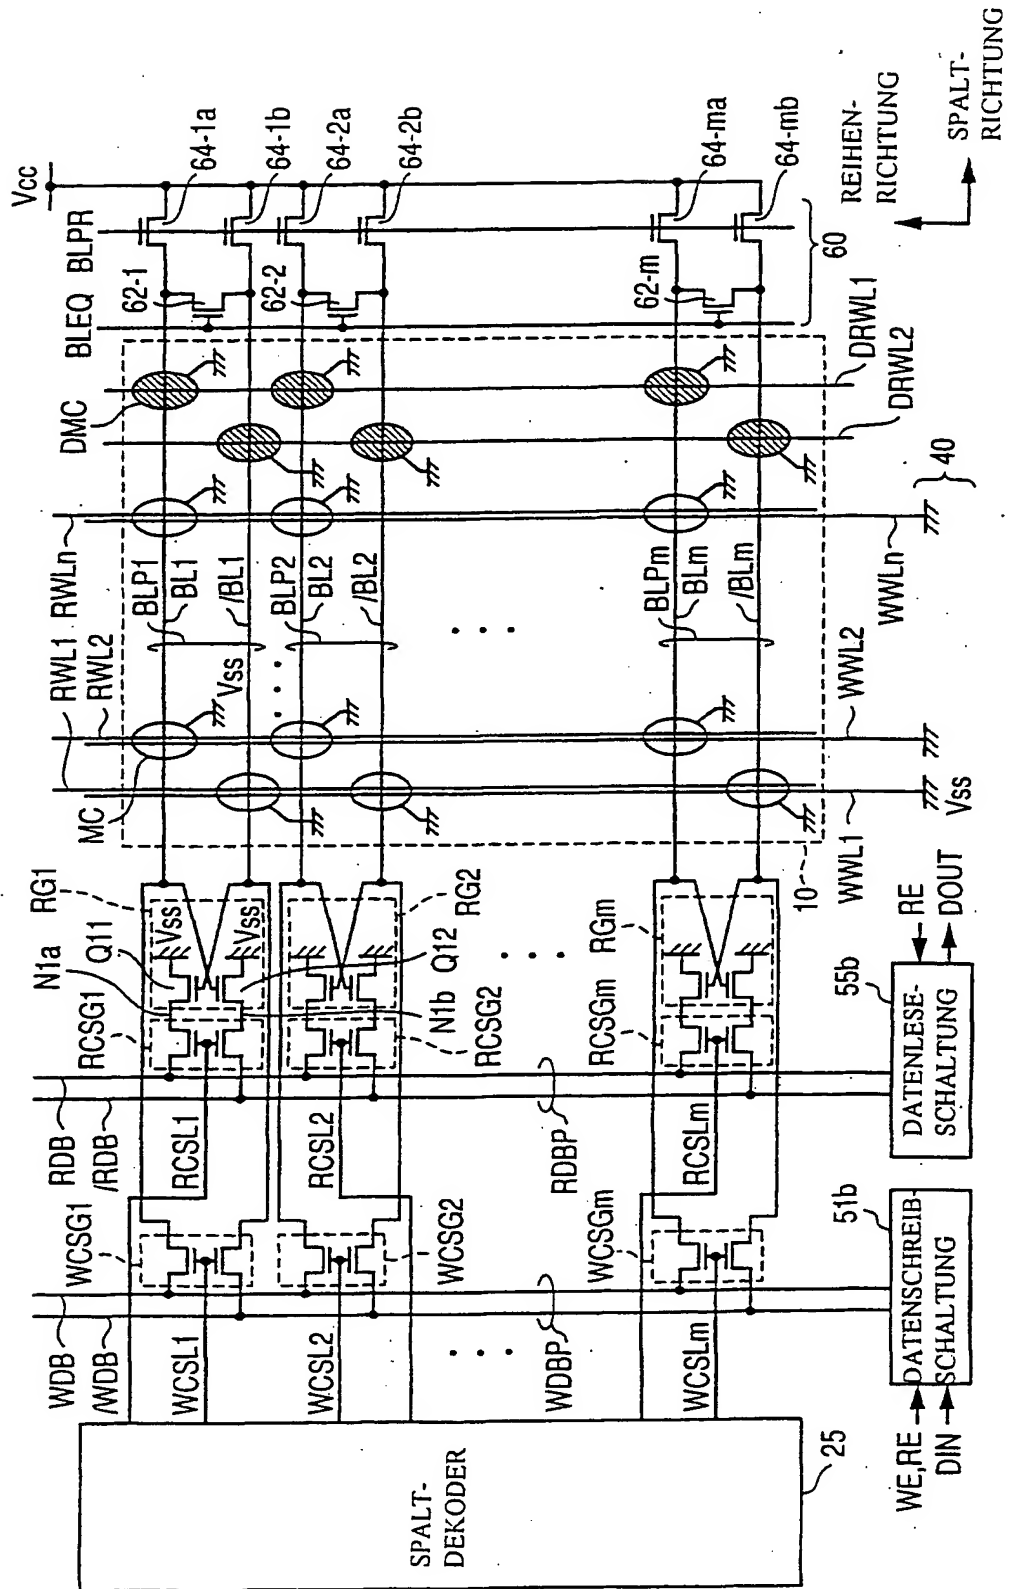 Vcc
BLPR
BLEQ
64-1a
64-1b
64-2a
64-2b
64-ma
64-mb
62-1
62-2
62-m
60
REIHEN-
RICHTUNG
SPALT-
RICHTUNG
DMC
DRWL1
DRWL2
RWL1
RWL2
RWLn
BLP1
BL1
/BL1
BLP2
BL2
/BL2
BLPm
BLm
/BLm
Vss
MC
WWLn
WWL2
WWL1
Vss
40
10
RG1
Q11
N1a
RCSG1
Vss
Vss
Q12
N1b
RG2
RCSG2
RGm
RCSGm
RDB
/RDB
RCSL1
RCSL2
RCSLm
RDBP
WCSG1
WCSG2
WCSGm
WDB
/WDB
WCSL1
WCSL2
WCSLm
WDBP
RE
DOUT
55b
DATENLESE-
SCHALTUNG
51b
DATENSCHREIB-
SCHALTUNG
WE,RE
DIN
SPALT-
DEKODER
25